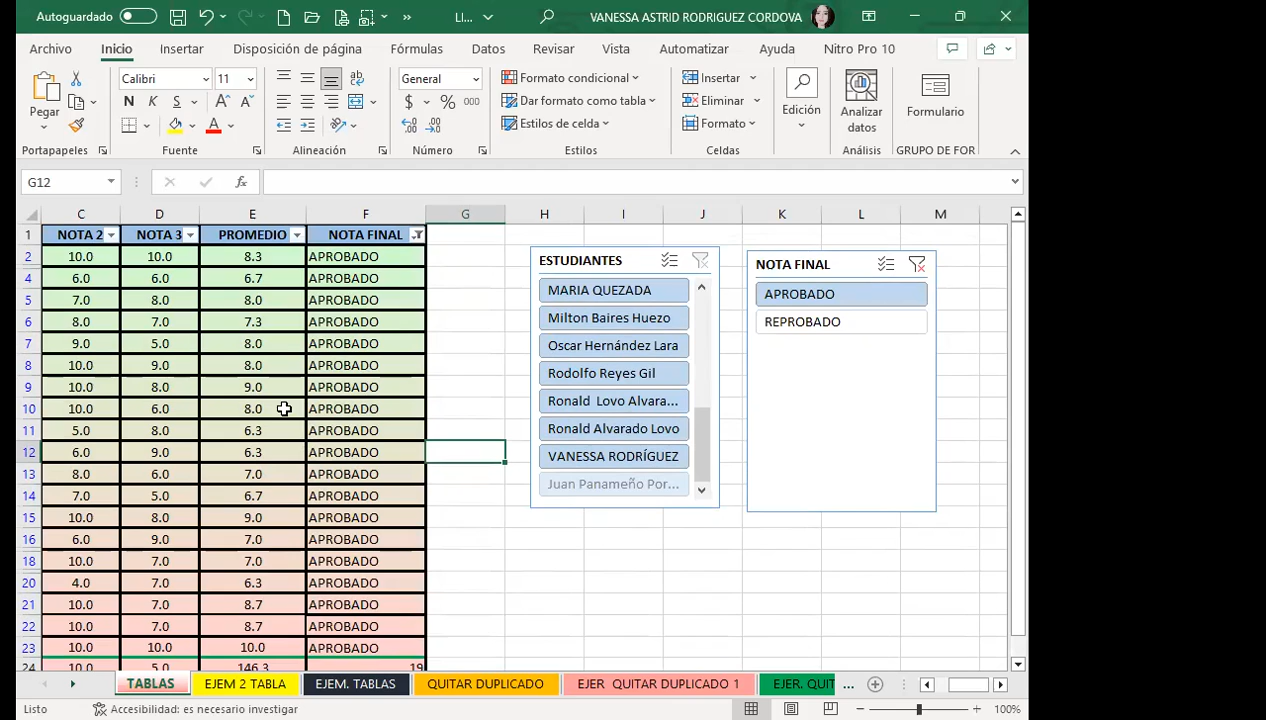 Autoguardado LI... VANESSA ASTRID RODRIGUEZ CORDOVA
Archivo Inicio Insertar Disposición de página Fórmulas Datos Revisar Vista Automatizar Ayuda Nitro Pro 10
Pegar
Calibri 11
N K S
General
$ % 000
Formato condicional
Dar formato como tabla
Estilos de celda
Insertar
Eliminar
Formato
Edición
Analizar datos
Formulario
Portapapeles Fuente Alineación Número Estilos Celdas Análisis GRUPO DE FOR
G12 fx
C D E F G H I J K L M
1 NOTA 2 NOTA 3 PROMEDIO NOTA FINAL
2 10.0 10.0 8.3 APROBADO
4 6.0 6.0 6.7 APROBADO
5 7.0 8.0 8.0 APROBADO
6 8.0 7.0 7.3 APROBADO
7 9.0 5.0 8.0 APROBADO
8 10.0 9.0 8.0 APROBADO
9 10.0 8.0 9.0 APROBADO
10 10.0 6.0 8.0 APROBADO
11 5.0 8.0 6.3 APROBADO
12 6.0 9.0 6.3 APROBADO
13 8.0 6.0 7.0 APROBADO
14 7.0 5.0 6.7 APROBADO
15 10.0 8.0 9.0 APROBADO
16 6.0 9.0 7.0 APROBADO
18 10.0 7.0 7.0 APROBADO
20 4.0 7.0 6.3 APROBADO
21 10.0 7.0 8.7 APROBADO
22 10.0 7.0 8.7 APROBADO
23 10.0 10.0 10.0 APROBADO
24 10.0 5.0 146.3 19
ESTUDIANTES
MARIA QUEZADA
Milton Baires Huezo
Oscar Hernández Lara
Rodolfo Reyes Gil
Ronald Lovo Alvara...
Ronald Alvarado Lovo
VANESSA RODRÍGUEZ
Juan Panameño Por...
NOTA FINAL
APROBADO
REPROBADO
TABLAS EJEM 2 TABLA EJEM. TABLAS QUITAR DUPLICADO EJER QUITAR DUPLICADO 1 EJER. QUIT ...
Listo Accesibilidad: es necesario investigar 100%